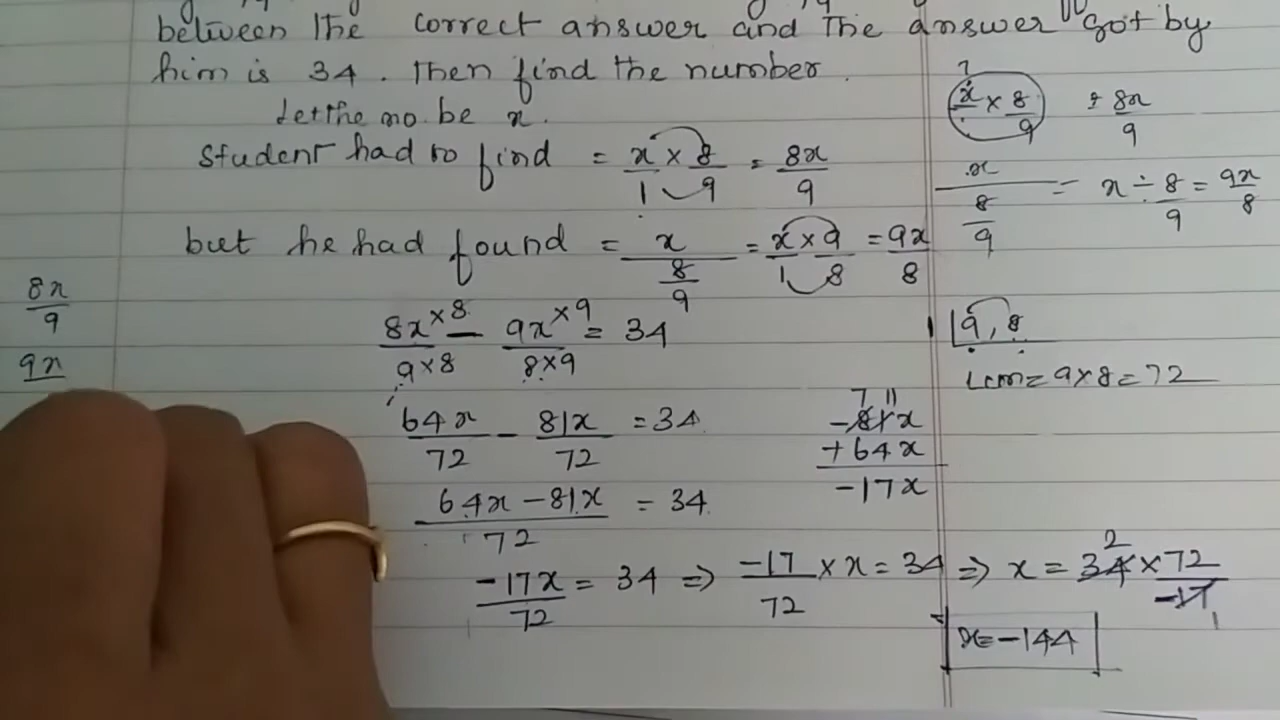 between the correct answer and the answer got by
him is 34. Then find the number.
Let the no. be x.
Student had to find = x/1 × 8/9 = 8x/9
but he had found = x/(8/9) = x/1 × 9/8 = 9x/8
8x×8/9×8 − 9x×9/8×9 = 34
64x/72 − 81x/72 = 34
64x − 81x/72 = 34
-17x/72 = 34 ⇒ -17/72 × x = 34 ⇒ x = 34 × 72/-17
2
1
x = -144
8x/9
9x
x/1 × 8/9 = 8x/9
x/(8/9) = x ÷ 8/9 = 9x/8
9, 8
Lcm = 9×8 = 72
7 11
-81x
+64x
-17x